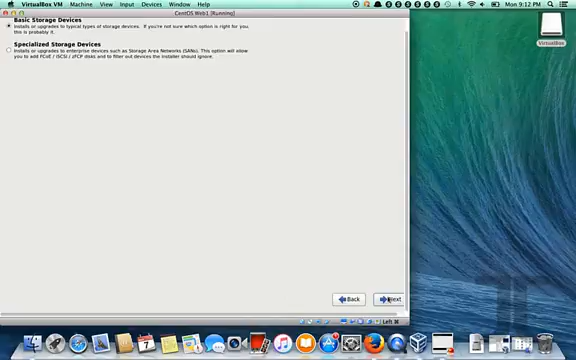 VirtualBox VM Machine View Input Devices Window Help
Mon 9:12 PM
CentOS Web1 [Running]
Basic Storage Devices
Installs or upgrades to typical types of storage devices. If you're not sure which option is right for you,
this is probably it.
Specialized Storage Devices
Installs or upgrades to enterprise devices such as Storage Area Networks (SANs). This option will allow
you to add FCoE / iSCSI / zFCP disks and to filter out devices the installer should ignore.
VirtualBox
Back
Next
Left ⌘
7